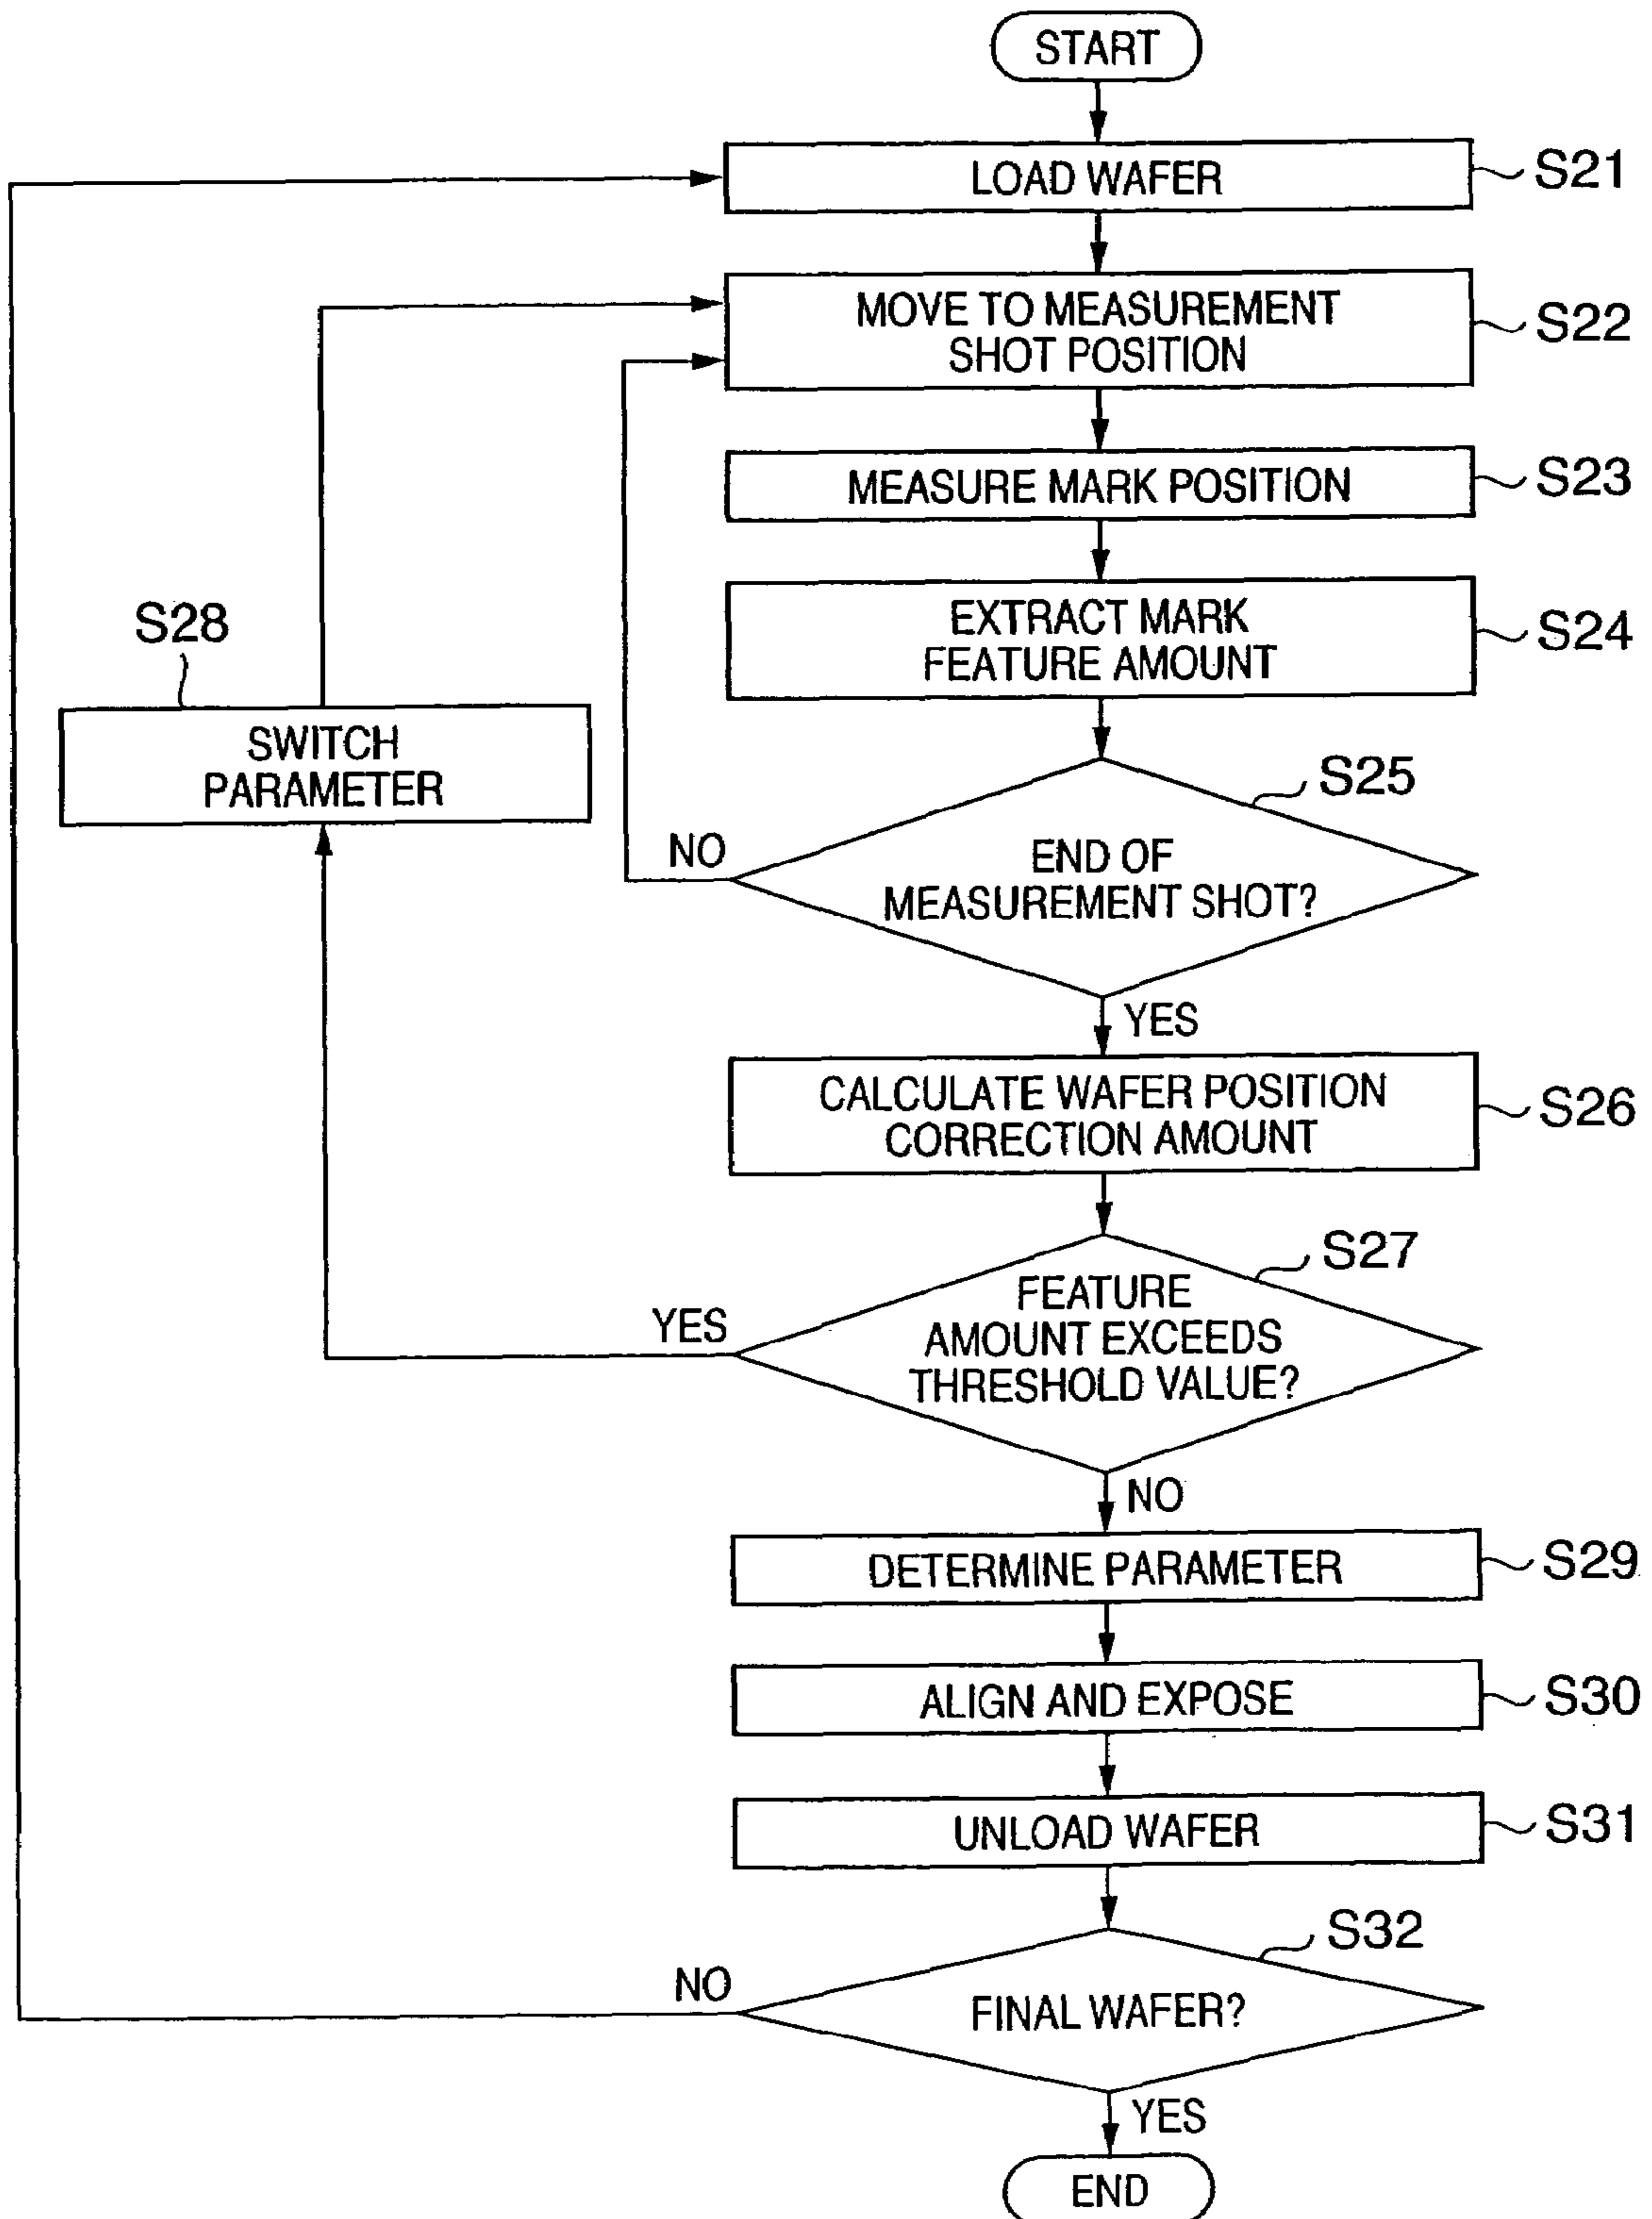 START
LOAD WAFER
S21
MOVE TO MEASUREMENT
SHOT POSITION
S22
MEASURE MARK POSITION
S23
EXTRACT MARK
FEATURE AMOUNT
S24
S28
SWITCH
PARAMETER
S25
NO
END OF
MEASUREMENT SHOT?
YES
CALCULATE WAFER POSITION
CORRECTION AMOUNT
S26
S27
YES
FEATURE
AMOUNT EXCEEDS
THRESHOLD VALUE?
NO
DETERMINE PARAMETER
S29
ALIGN AND EXPOSE
S30
UNLOAD WAFER
S31
S32
NO
FINAL WAFER?
YES
END